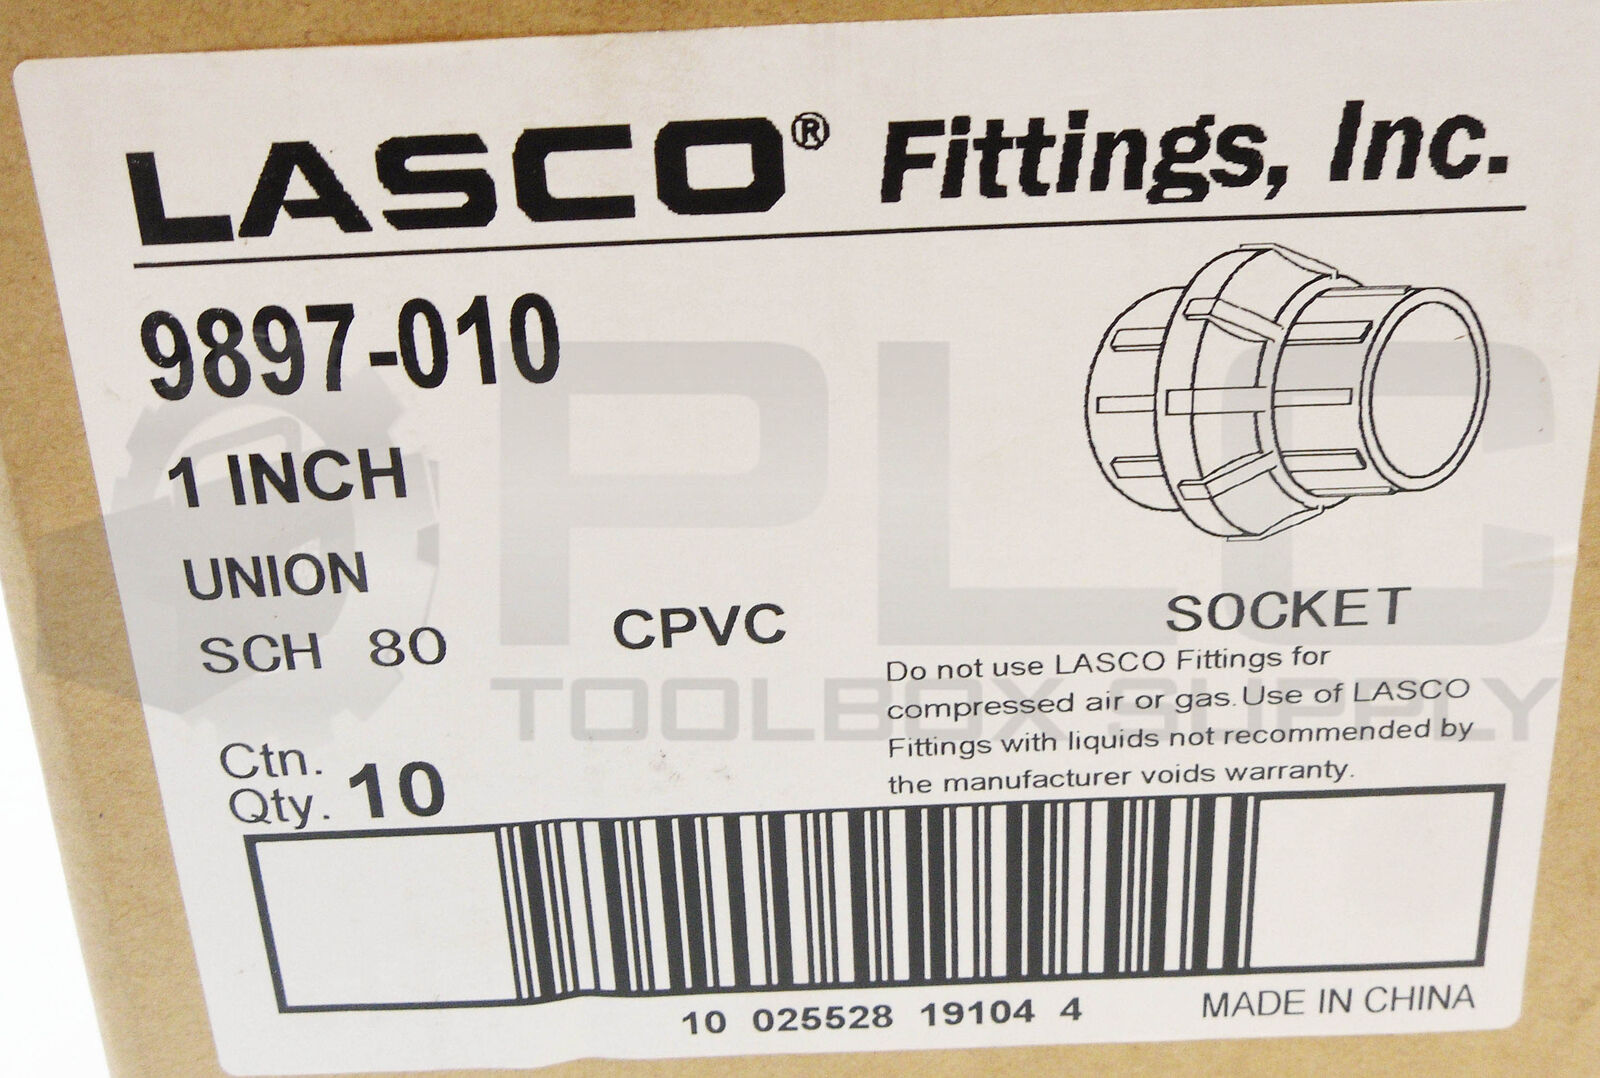 LASCO® Fittings, Inc.
9897-010
1 INCH
UNION
SCH 80
CPVC
SOCKET
Do not use LASCO Fittings for
compressed air or gas. Use of LASCO
Fittings with liquids not recommended by
the manufacturer voids warranty.
Ctn.
Qty. 10
10 025528 19104 4
MADE IN CHINA
PLC
TOOLBOX SUPPLY